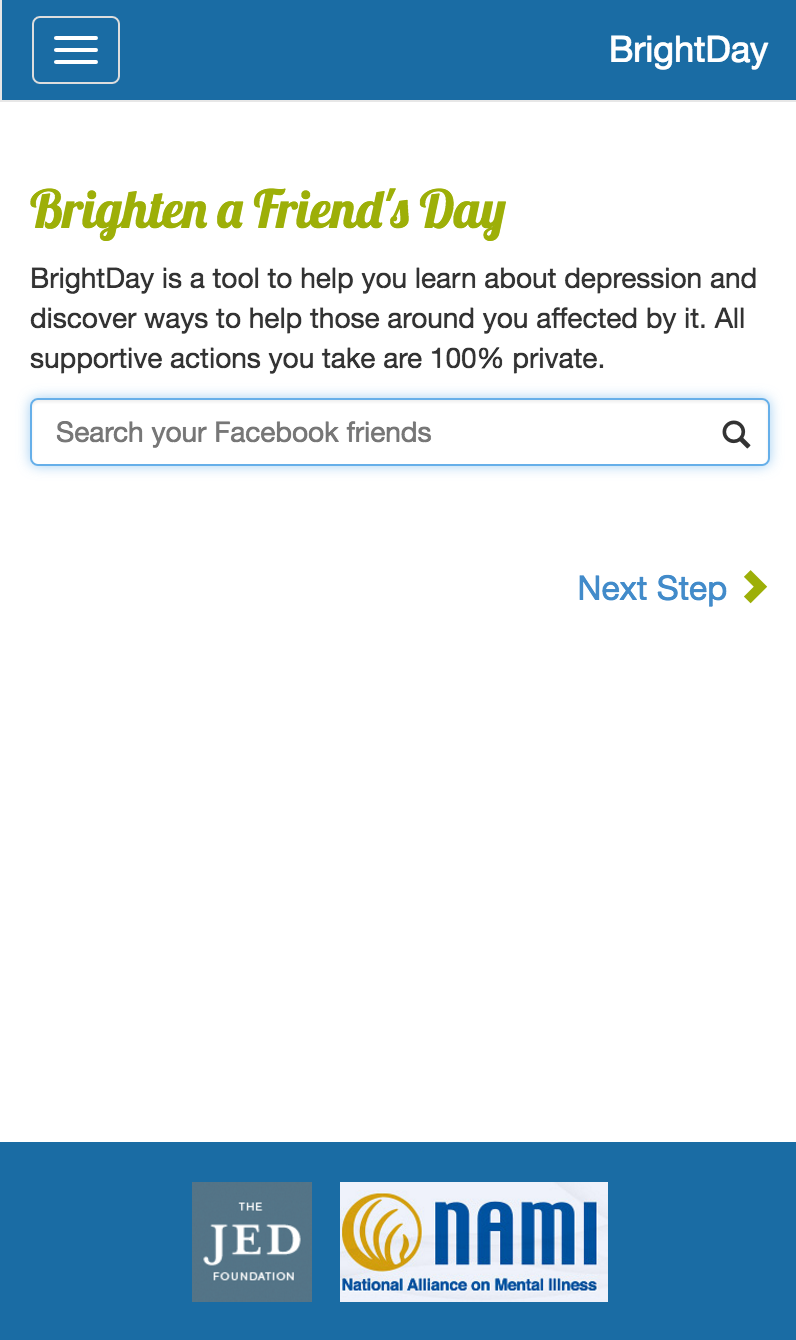 BrightDay
Brighten a Friend's Day
BrightDay is a tool to help you learn about depression and
discover ways to help those around you affected by it. All
supportive actions you take are 100% private.
Search your Facebook friends
Next Step
THE
JED
FOUNDATION
NAMI
National Alliance on Mental Illness